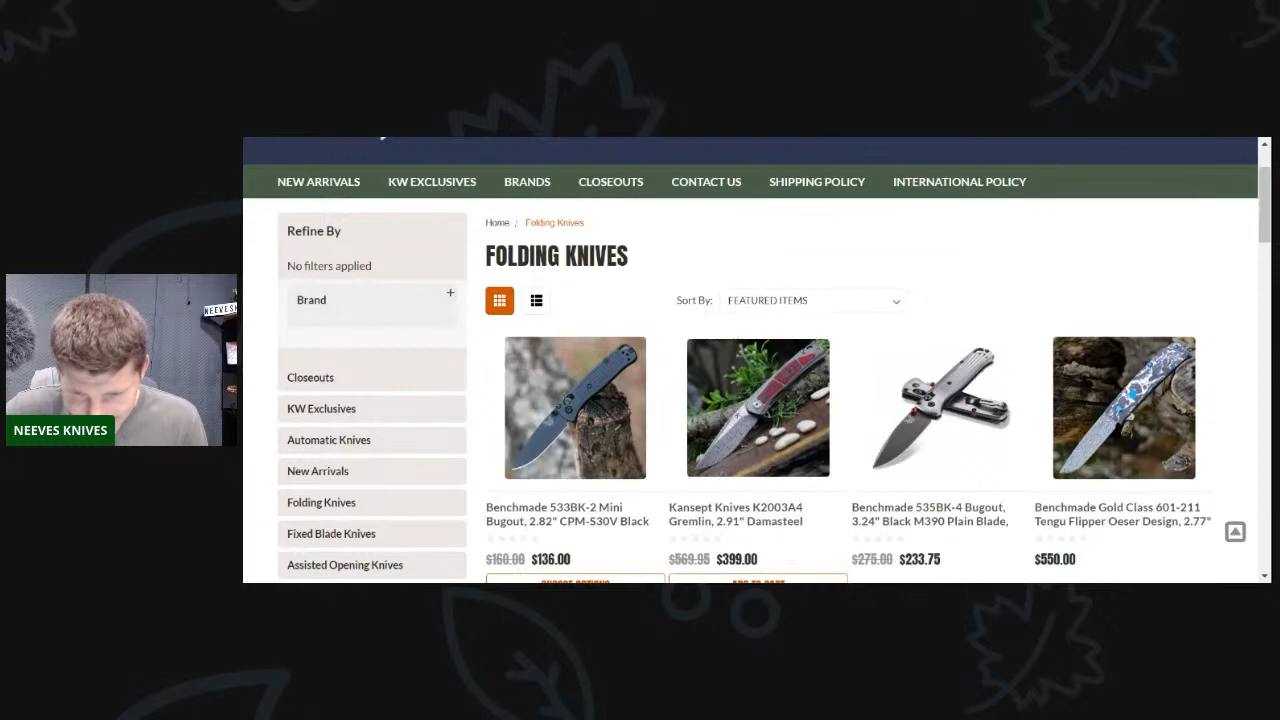 NEW ARRIVALS KW EXCLUSIVES BRANDS CLOSEOUTS CONTACT US SHIPPING POLICY INTERNATIONAL POLICY
Refine By
No filters applied
Brand
+
Closeouts
KW Exclusives
Automatic Knives
New Arrivals
Folding Knives
Fixed Blade Knives
Assisted Opening Knives
Home / Folding Knives
FOLDING KNIVES
Sort By: FEATURED ITEMS
Benchmade 533BK-2 Mini
Bugout, 2.82" CPM-S30V Black
$160.00 $136.00
Kansept Knives K2003A4
Gremlin, 2.91" Damasteel
$569.95 $399.00
Benchmade 535BK-4 Bugout,
3.24" Black M390 Plain Blade,
$275.00 $233.75
Benchmade Gold Class 601-211
Tengu Flipper Oeser Design, 2.77"
$550.00
CHOOSE OPTIONS
ADD TO CART
NEEVES KNIVES